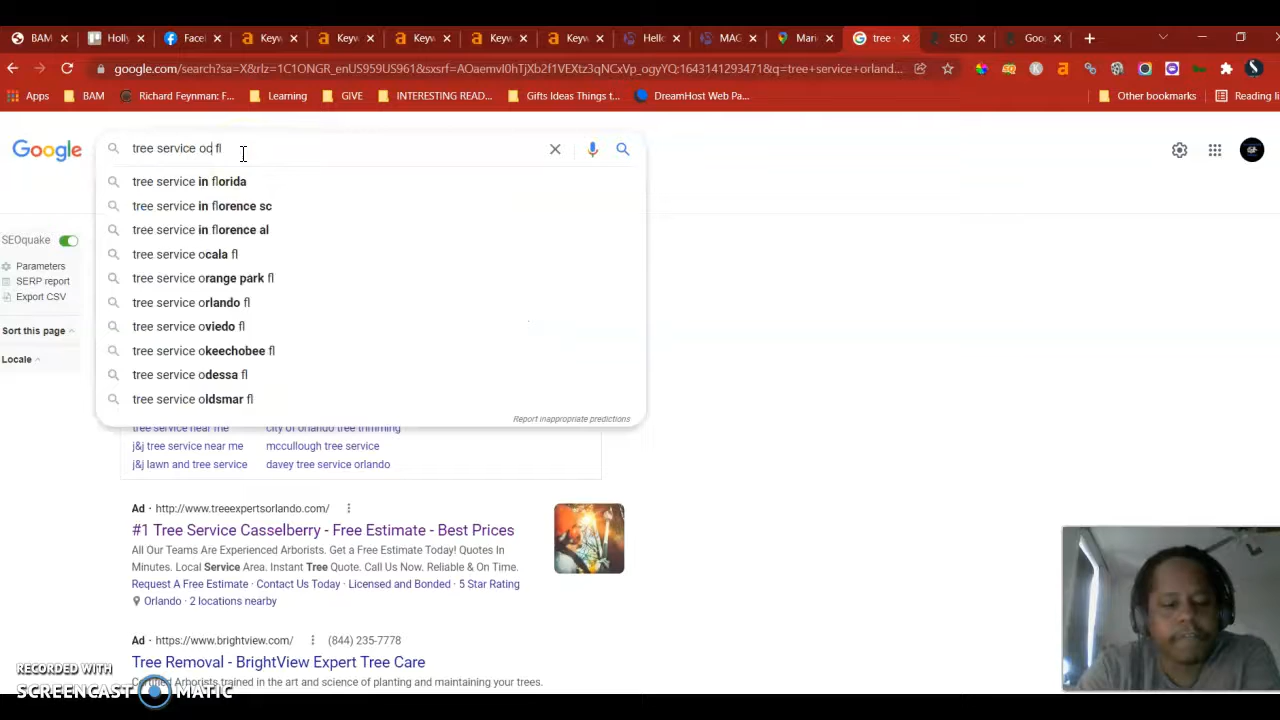 BAM
Holly
Face
Keyw
Keyw
Keyw
Keyw
Keyw
Hello
MAG
Mari
tree
SEO
Goo
google.com/search?sa=X&rlz=1C1ONGR_enUS959US961&sxsrf=AOaemvI0hTjXb2f1VEXtz3qNCxVp_ogyYQ:1643141293471&q=tree+service+orland...
Apps
BAM
Richard Feynman: F...
Learning
GIVE
INTERESTING READ...
Gifts Ideas Things t...
DreamHost Web Pa...
Other bookmarks
Reading li
Google
tree service oc fl
tree service in florida
tree service in florence sc
tree service in florence al
tree service ocala fl
tree service orange park fl
tree service orlando fl
tree service oviedo fl
tree service okeechobee fl
tree service odessa fl
tree service oldsmar fl
Report inappropriate predictions
SEOquake
Parameters
SERP report
Export CSV
Sort this page
Locale
tree service near me
city of orlando tree trimming
j&j tree service near me
mccullough tree service
j&j lawn and tree service
davey tree service orlando
Ad · http://www.treeexpertsorlando.com/
#1 Tree Service Casselberry - Free Estimate - Best Prices
All Our Teams Are Experienced Arborists. Get a Free Estimate Today! Quotes In
Minutes. Local Service Area. Instant Tree Quote. Call Us Now. Reliable & On Time.
Request A Free Estimate · Contact Us Today · Licensed and Bonded · 5 Star Rating
Orlando · 2 locations nearby
Ad · https://www.brightview.com/ (844) 235-7778
Tree Removal - BrightView Expert Tree Care
Certified Arborists trained in the art and science of planting and maintaining your trees.
RECORDED WITH
SCREENCAST MATIC